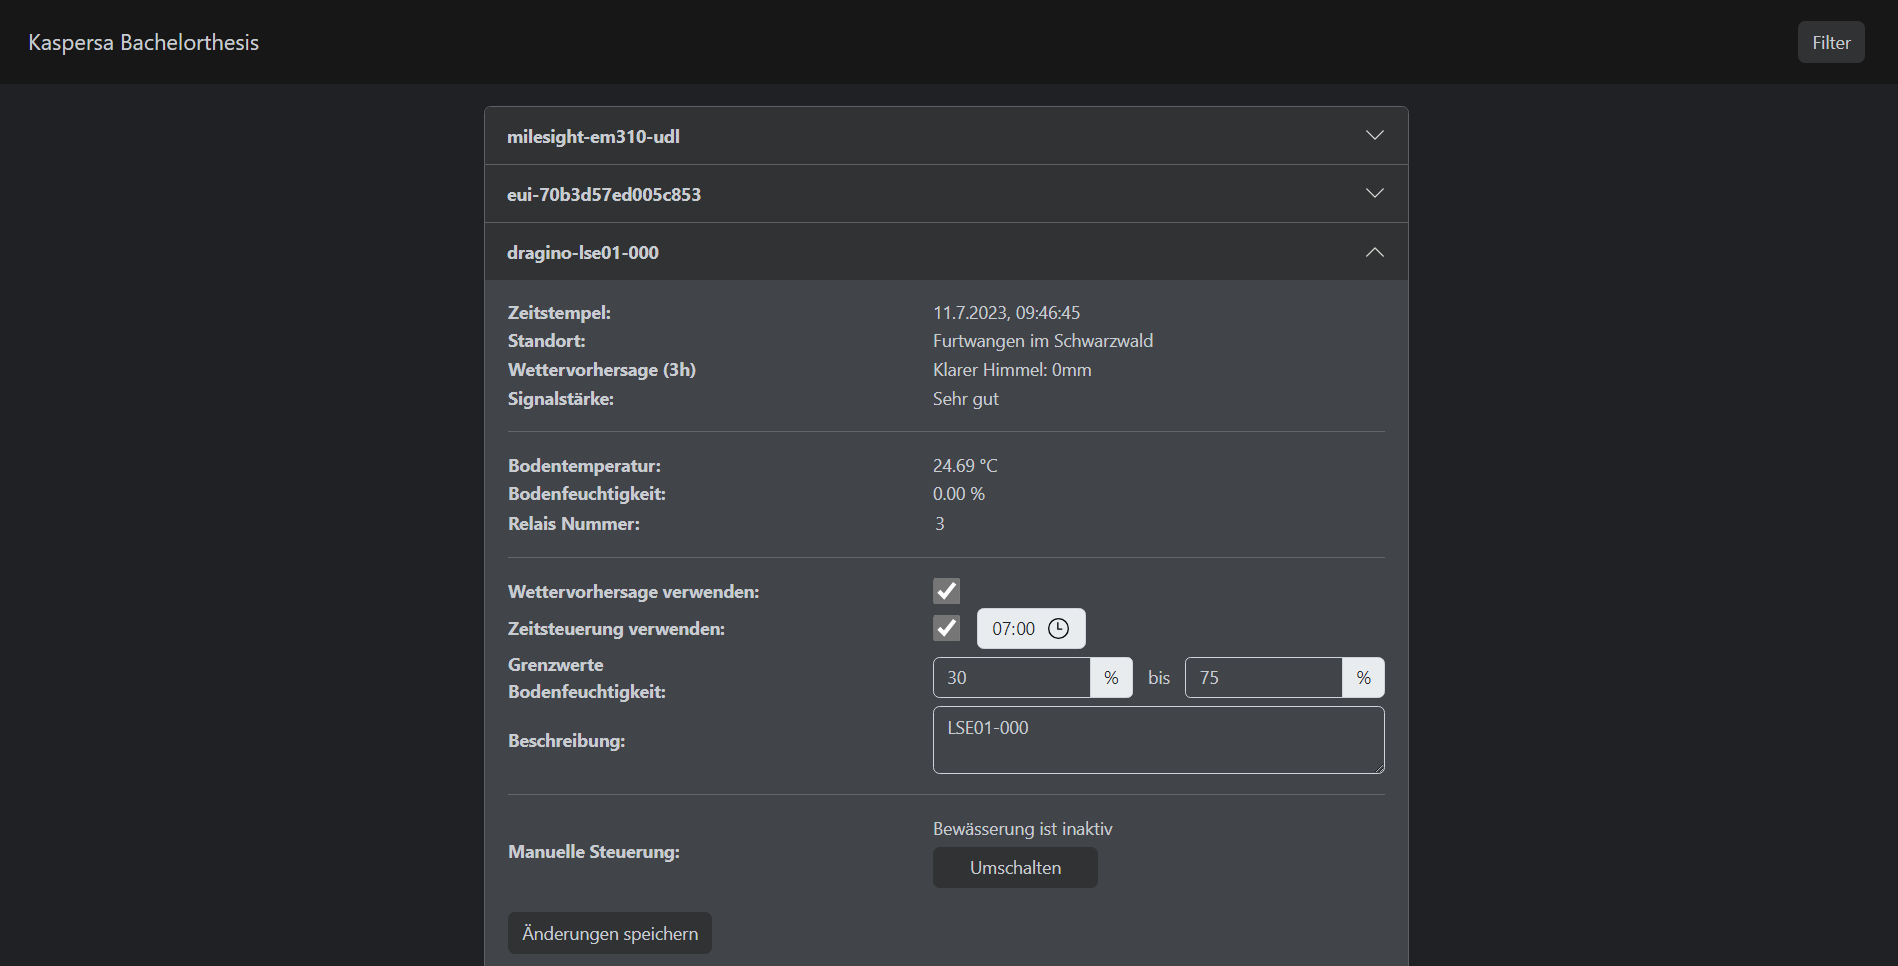 Kaspersa Bachelorthesis
Filter
milesight-em310-udl
eui-70b3d57ed005c853
dragino-lse01-000
Zeitstempel: 11.7.2023, 09:46:45
Standort: Furtwangen im Schwarzwald
Wettervorhersage (3h) Klarer Himmel: 0mm
Signalstärke: Sehr gut
Bodentemperatur: 24.69 °C
Bodenfeuchtigkeit: 0.00 %
Relais Nummer: 3
Wettervorhersage verwenden:
Zeitsteuerung verwenden: 07:00
Grenzwerte
Bodenfeuchtigkeit:
30 % bis 75 %
Beschreibung:
LSE01-000
Manuelle Steuerung:
Bewässerung ist inaktiv
Umschalten
Änderungen speichern